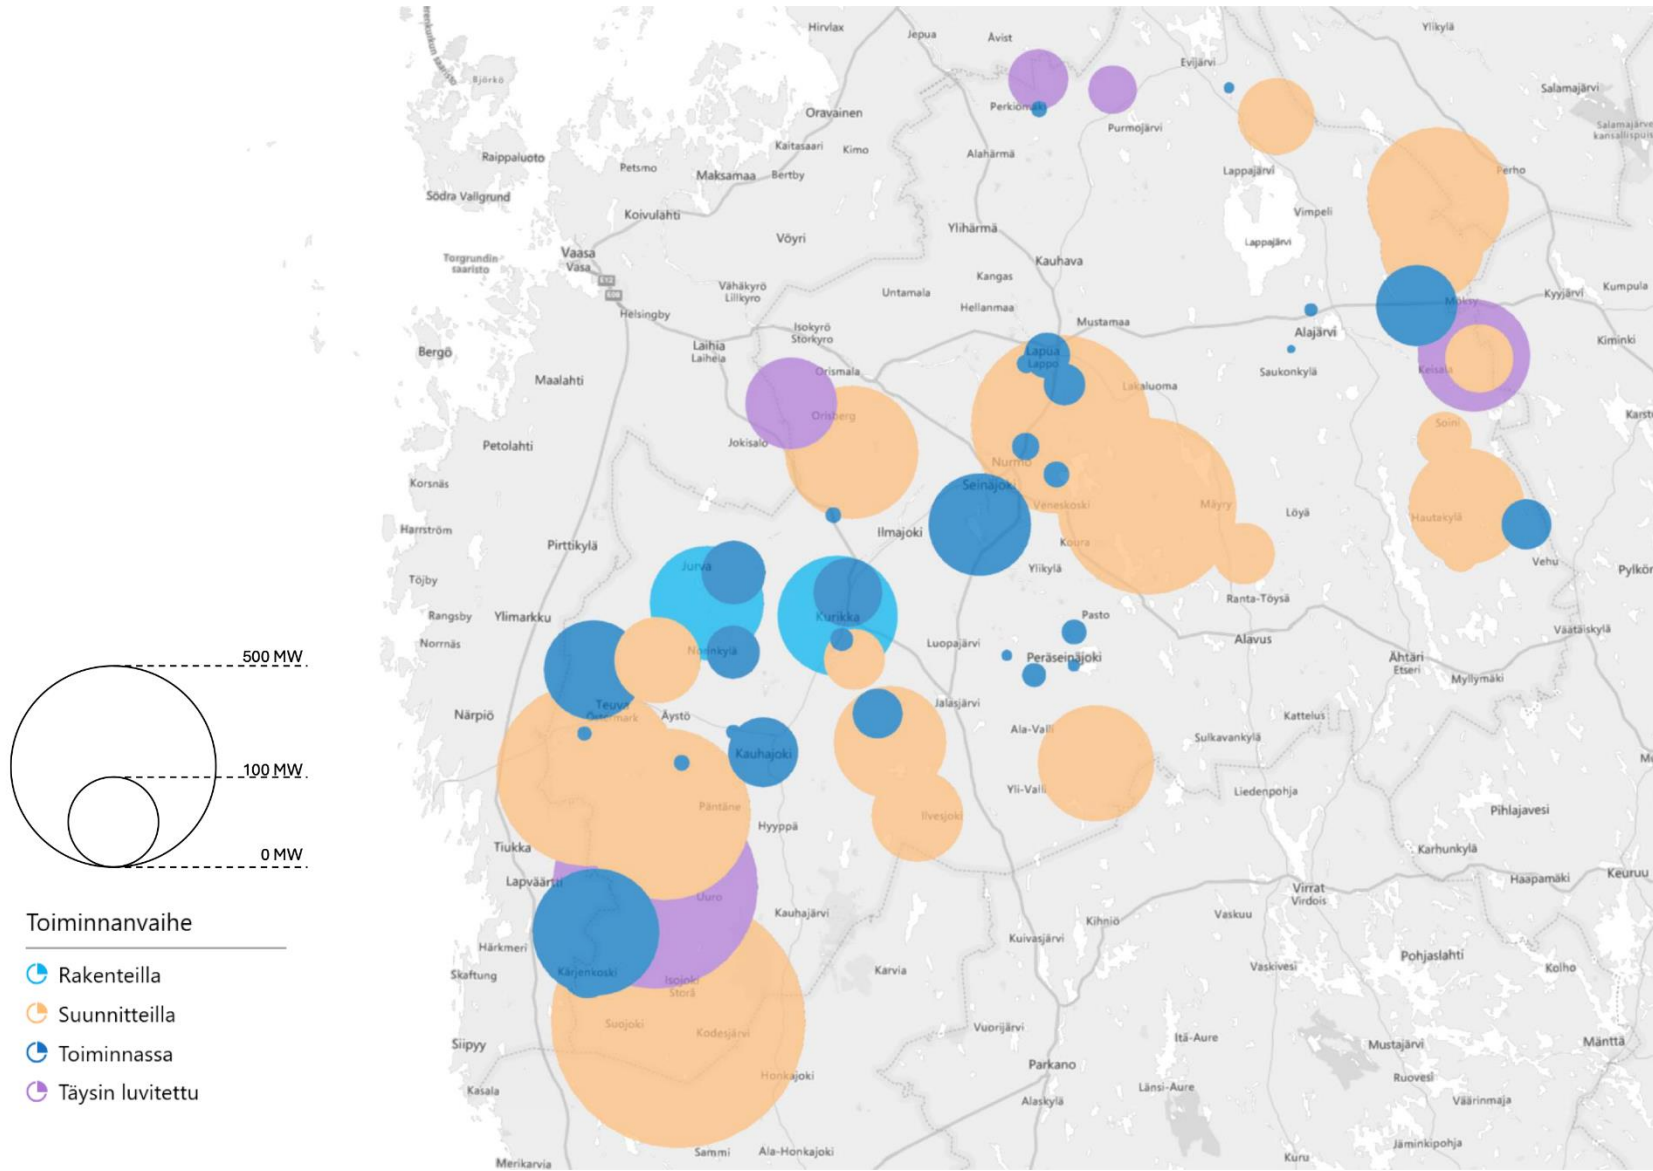 Hirvlax
Jepua
Åvist
Ylikylä
Björkö
Evijärvi
Salamajärvi
Perkiomäki
Oravainen
Purmojärvi
Kaitasaari
Kimo
Raippaluoto
Alahärmä
Petsmo
Maksamaa
Bertby
Lappajärvi
Perho
Södra Vallgrund
Koivulahti
Vimpeli
Ylihärmä
Vöyri
Lappajärvi
Vaasa
Vasa
Torgrundin
saaristo
Kauhava
Kangas
E12
E08
Vähäkyrö
Lillkyro
Untamala
Kyyjärvi
Kumpula
Möksy
Hellanmaa
Helsingby
Mustamaa
Isokyrö
Storkyro
Alajärvi
Kiminki
Laihia
Laihela
Bergö
Lapua
Lappo
Orismala
Saukonkylä
Keisala
Maalahti
Lakaluoma
Orisberg
Soini
Petolahti
Jokisalo
Nurmo
Korsnäs
Seinäjoki
Veneskoski
Mäyry
Löyä
Hautakylä
Harrström
Ilmajoki
Pirttikylä
Koura
Vehu
Jurva
Ylikylä
Töjby
Ranta-Töysä
Rangsby
Ylimarkku
Kurikka
Pasto
Väätäiskylä
Norrnäs
Norinkylä
Luopajärvi
Alavus
500 MW
Peräseinäjoki
Ähtäri
Etseri
Myllymäki
Teuva
Östermark
Närpiö
Äystö
Jalasjärvi
Kattelus
Ala-Valli
Sulkavankylä
Kauhajoki
100 MW
Yli-Valli
Liedenpohja
Päntäne
Ilvesjoki
Pihlajavesi
Hyyppä
0 MW
Tiukka
Karhunkylä
Lapväärtti
Uuro
Virrat
Virdois
Haapamäki
Keuruu
Toiminnanvaihe
Kauhajärvi
Kihniö
Vaskuu
Härkmeri
Kuivasjärvi
Pohjaslahti
Rakenteilla
Skaftung
Kärjenkoski
Isojoki
Storå
Karvia
Vaskivesi
Kolho
Suunnitteilla
Suojoki
Kodesjärvi
Vuorijärvi
Itä-Aure
Toiminnassa
Siipyy
Mustajärvi
Mänttä
Honkajoki
Parkano
Ruovesi
Täysin luvitettu
Kasala
Länsi-Aure
Alaskylä
Väärinmaja
Sammi
Ala-Honkajoki
Jäminkipohja
Merikarvia
Kuru